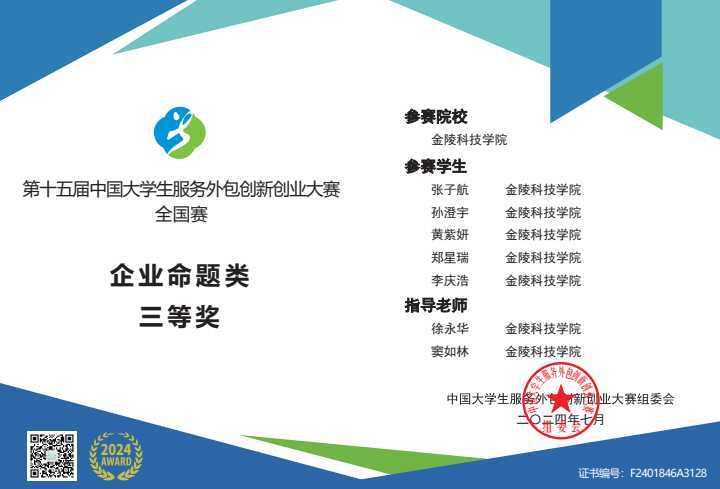 第十五届中国大学生服务外包创新创业大赛
全国赛
企业命题类
三等奖
参赛院校
金陵科技学院
参赛学生
张子航 金陵科技学院
孙澄宇 金陵科技学院
黄紫妍 金陵科技学院
郑星瑞 金陵科技学院
李庆浩 金陵科技学院
指导老师
徐永华 金陵科技学院
窦如林 金陵科技学院
中国大学生服务外包创新创业大赛组委会
二〇二四年七月
组委会
2024
AWARD
证书编号：F2401846A3128